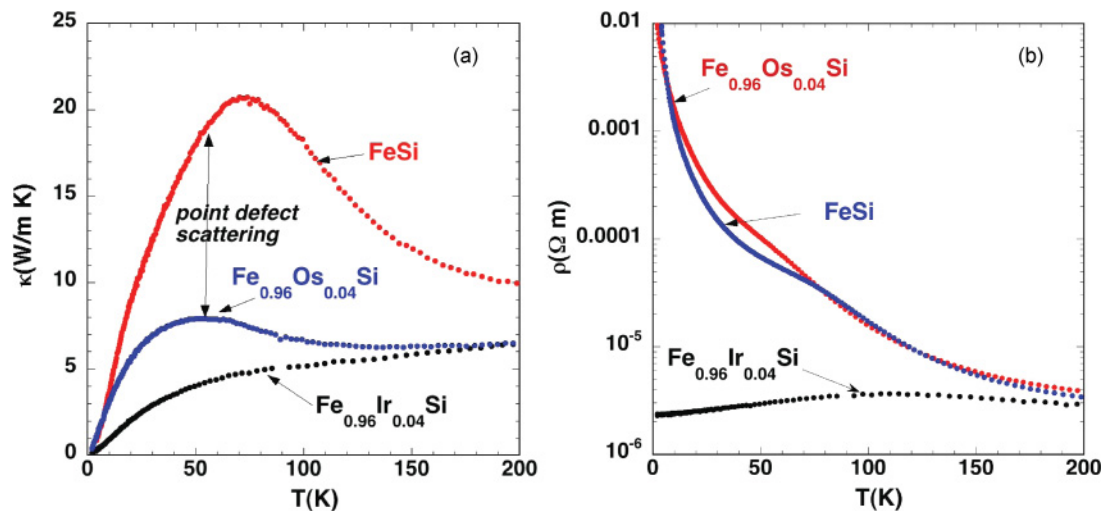 25
20
15
10
5
0
κ(W/m K)
(a)
FeSi
point defect
scattering
Fe0.96Os0.04Si
Fe0.96Ir0.04Si
0 50 100 150 200
T(K)
0.01
0.001
0.0001
10-5
10-6
ρ(Ω m)
(b)
Fe0.96Os0.04Si
FeSi
Fe0.96Ir0.04Si
0 50 100 150 200
T(K)